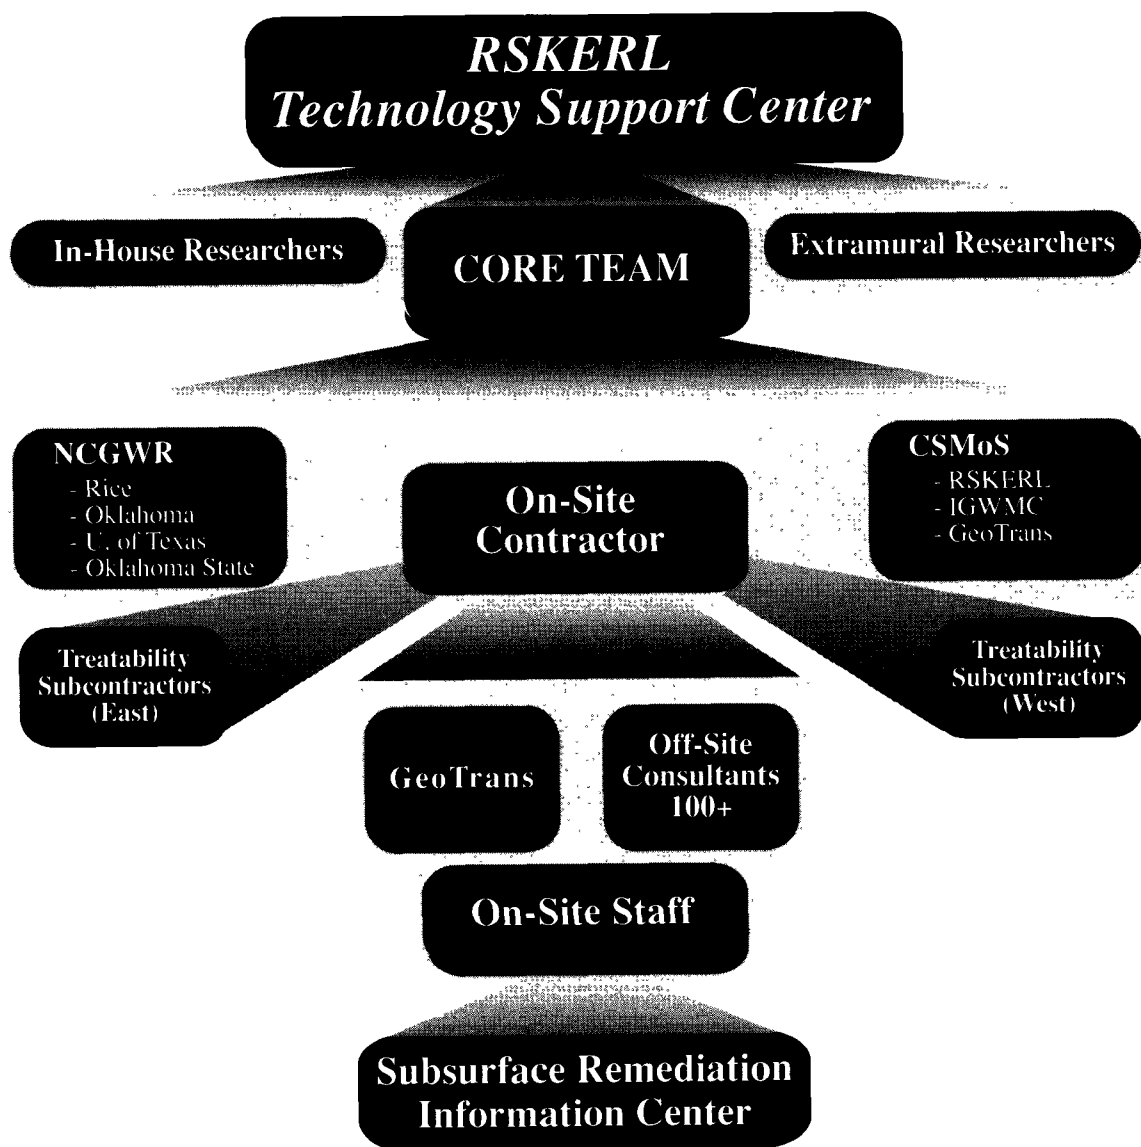 RSKERL
Technology Support Center
In-House Researchers
CORE TEAM
Extramural Researchers
NCGWR
- Rice
- Oklahoma
- U. of Texas
- Oklahoma State
On-Site
Contractor
CSMoS
- RSKERL
- IGWMC
- GeoTrans
Treatability
Subcontractors
(East)
Treatability
Subcontractors
(West)
GeoTrans
Off-Site
Consultants
100+
On-Site Staff
Subsurface Remediation
Information Center